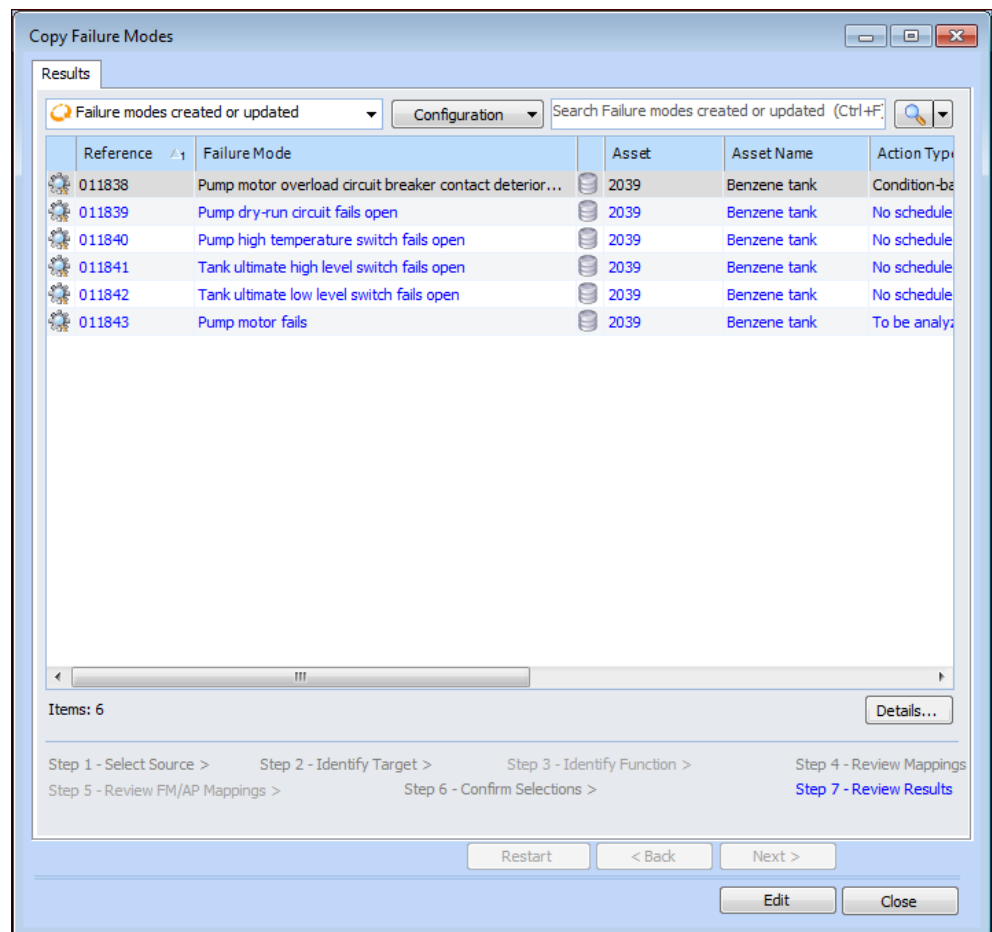 Copy Failure Modes
Results
Failure modes created or updated Configuration Search Failure modes created or updated (Ctrl+F)
Reference 1 Failure Mode Asset Asset Name Action Type
011838 Pump motor overload circuit breaker contact deterior... 2039 Benzene tank Condition-ba
011839 Pump dry-run circuit fails open 2039 Benzene tank No schedule
011840 Pump high temperature switch fails open 2039 Benzene tank No schedule
011841 Tank ultimate high level switch fails open 2039 Benzene tank No schedule
011842 Tank ultimate low level switch fails open 2039 Benzene tank No schedule
011843 Pump motor fails 2039 Benzene tank To be analyz
Items: 6 Details...
Step 1 - Select Source > Step 2 - Identify Target > Step 3 - Identify Function > Step 4 - Review Mappings
Step 5 - Review FM/AP Mappings > Step 6 - Confirm Selections > Step 7 - Review Results
Restart < Back Next >
Edit Close